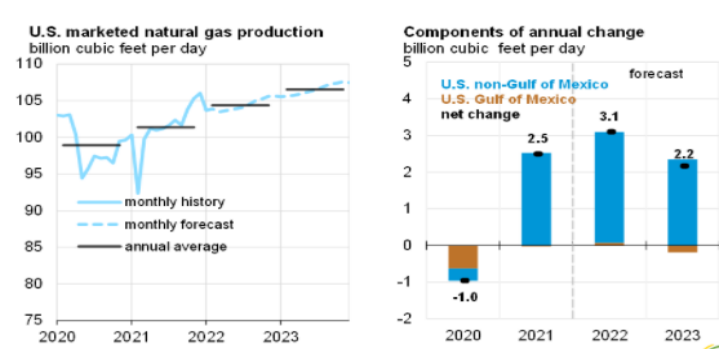 U.S. marketed natural gas production
billion cubic feet per day
110
105
100
95
90
85
80
75
monthly history
monthly forecast
annual average
2020 2021 2022 2023
Components of annual change
billion cubic feet per day
5
4
3
2
1
0
-1
-2
forecast
U.S. non-Gulf of Mexico
U.S. Gulf of Mexico
net change
3.1
2.5
2.2
-1.0
2020 2021 2022 2023